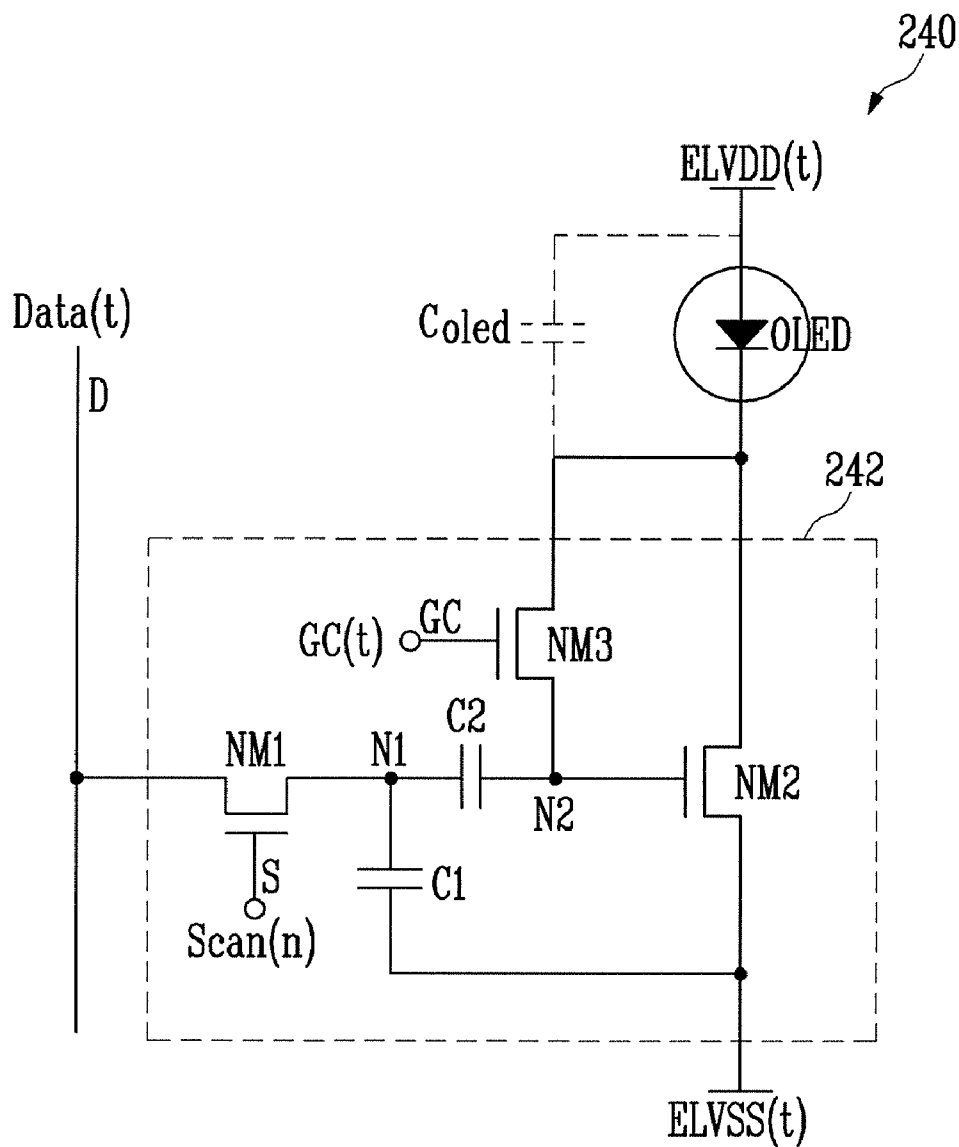 240
ELVDD(t)
Data(t)
D
Coled
OLED
242
GC(t)
GC
NM3
C2
NM1
N1
N2
NM2
S
C1
Scan(n)
ELVSS(t)